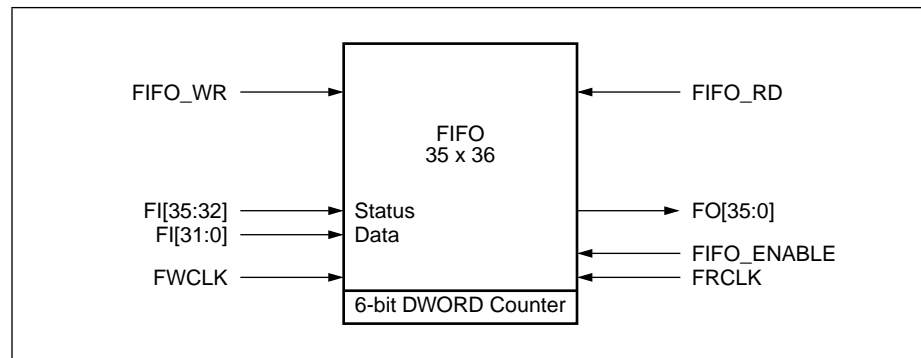 FIFO_WR
FIFO_RD
FIFO
35 x 36
FI[35:32]
Status
FO[35:0]
FI[31:0]
Data
FIFO_ENABLE
FWCLK
FRCLK
6-bit DWORD Counter